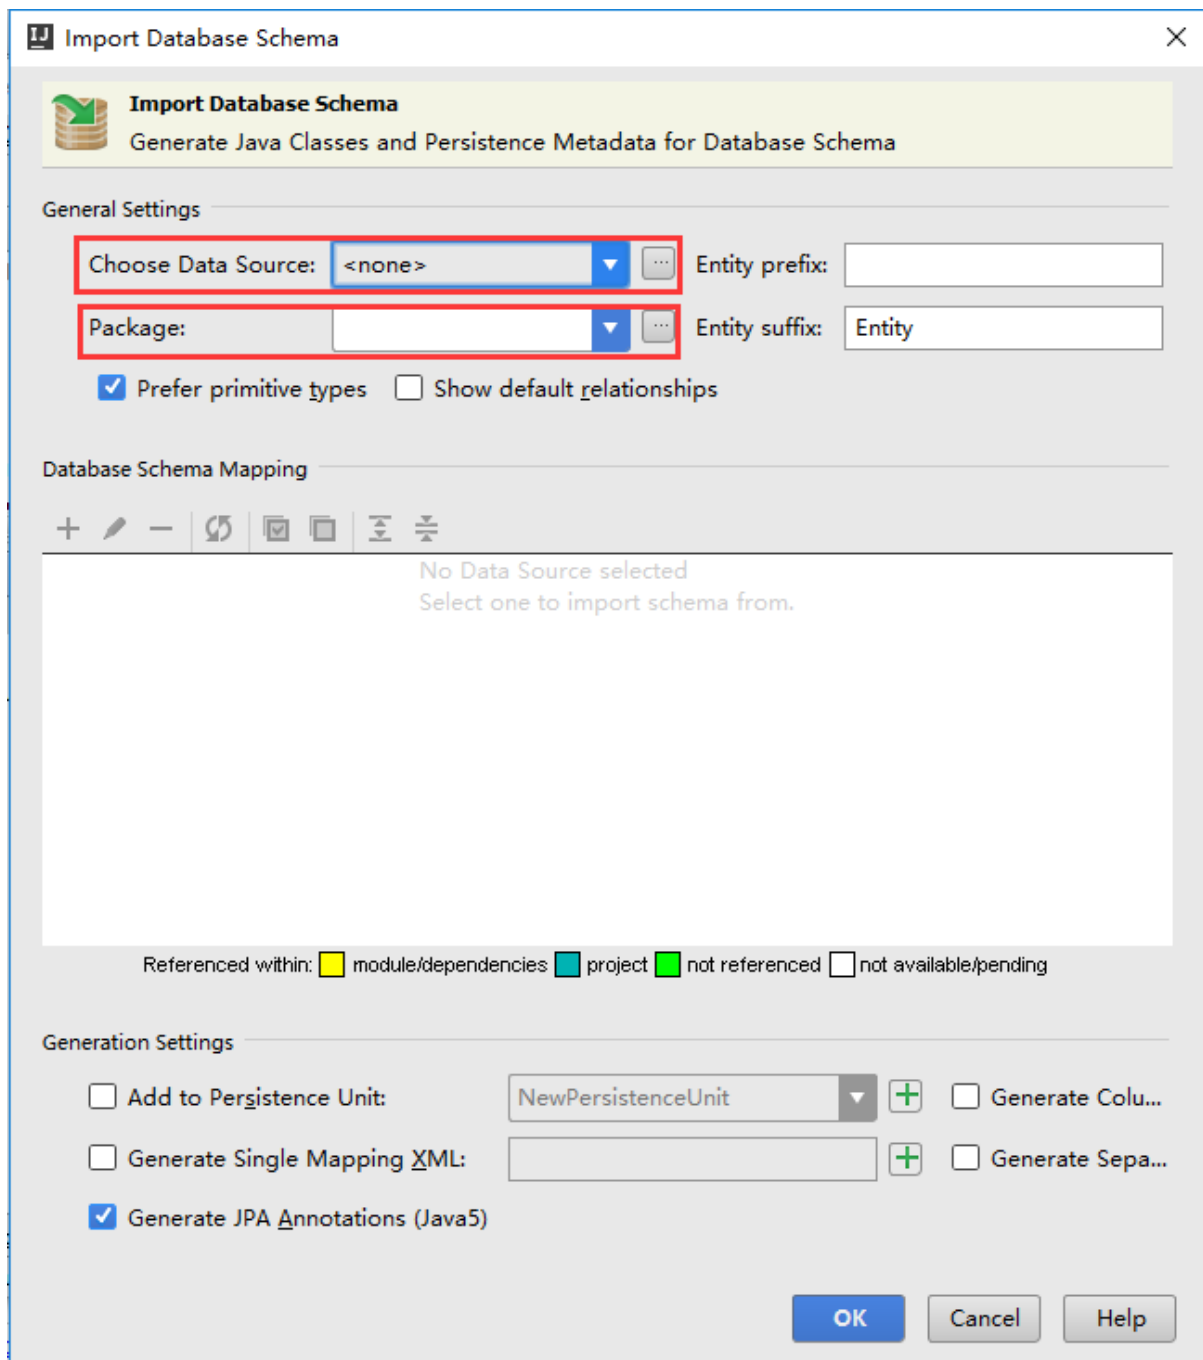 IJ Import Database Schema
Import Database Schema
Generate Java Classes and Persistence Metadata for Database Schema
General Settings
Choose Data Source: <none> ... Entity prefix:
Package: ... Entity suffix: Entity
Prefer primitive types Show default relationships
Database Schema Mapping
No Data Source selected
Select one to import schema from.
Referenced within: module/dependencies project not referenced not available/pending
Generation Settings
Add to Persistence Unit: NewPersistenceUnit Generate Colu...
Generate Single Mapping XML: Generate Sepa...
Generate JPA Annotations (Java5)
OK Cancel Help